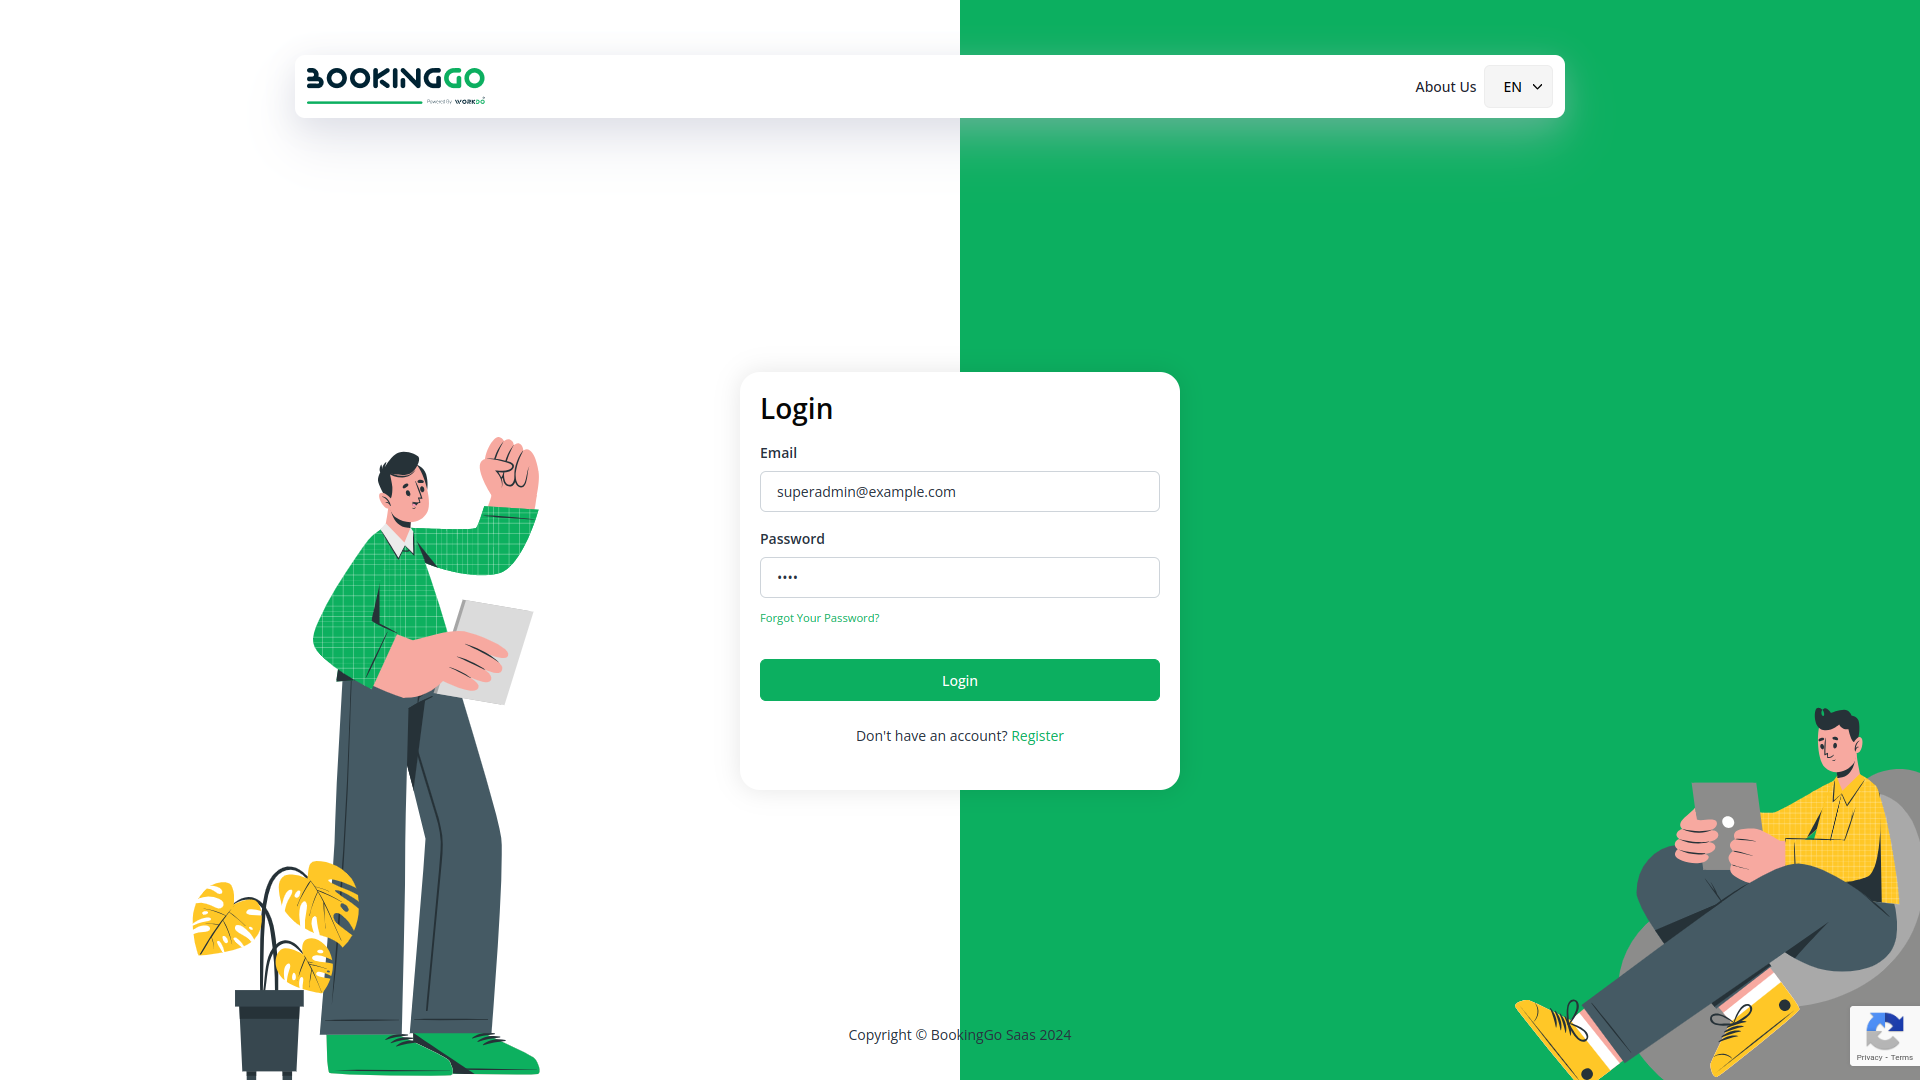 BOOKINGGO
Powered By WORKDO
About Us
EN
Login
Email
superadmin@example.com
Password
••••
Forgot Your Password?
Login
Don't have an account? Register
Copyright © BookingGo Saas 2024
Privacy - Terms